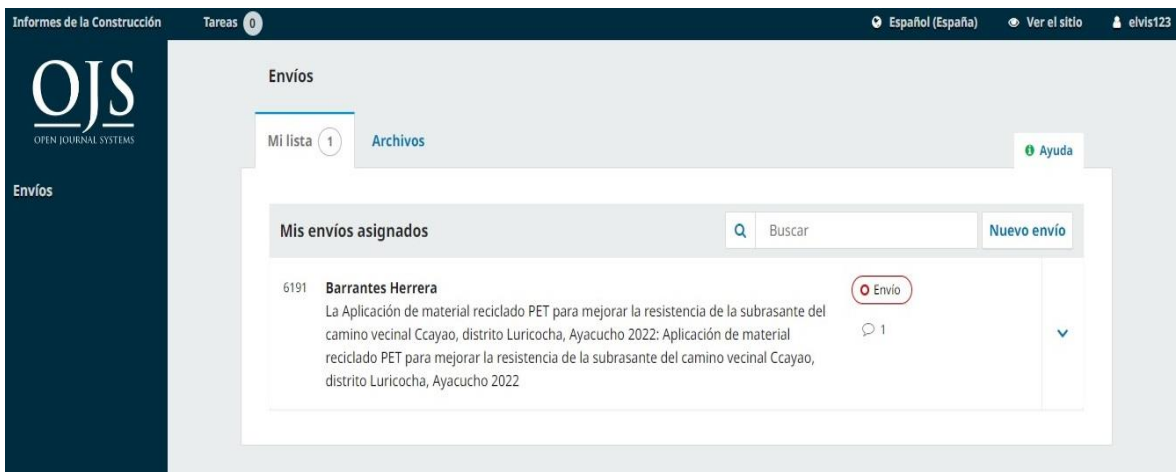 Informes de la Construcción
Tareas 0
Español (España)
Ver el sitio
elvis123
OJS
OPEN JOURNAL SYSTEMS
Envíos
Envíos
Mi lista 1
Archivos
Ayuda
Mis envíos asignados
Buscar
Nuevo envío
6191 Barrantes Herrera
La Aplicación de material reciclado PET para mejorar la resistencia de la subrasante del
camino vecinal Ccayao, distrito Luricocha, Ayacucho 2022: Aplicación de material
reciclado PET para mejorar la resistencia de la subrasante del camino vecinal Ccayao,
distrito Luricocha, Ayacucho 2022
Envío
1